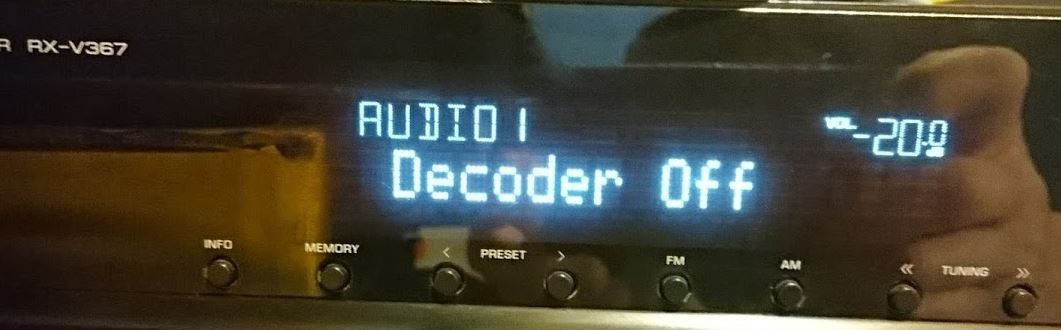 R RX-V367
AUDIO1
VOL -20.0
Decoder Off
INFO MEMORY < PRESET > FM AM << TUNING >>